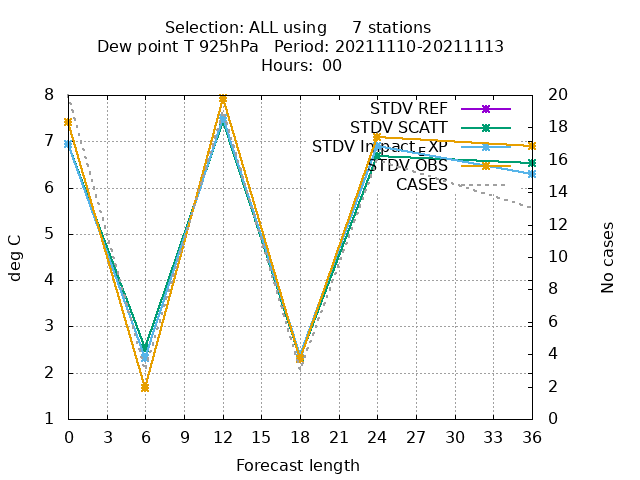 Selection: ALL using 7 stations
Dew point T 925hPa Period: 20211110-20211113
Hours: 00
STDV REF
STDV SCATT
STDV Impact_EXP
STDV OBS
CASES
8
7
6
5
4
3
2
1
deg C
20
18
16
14
12
10
8
6
4
2
0
No cases
0 3 6 9 12 15 18 21 24 27 30 33 36
Forecast length